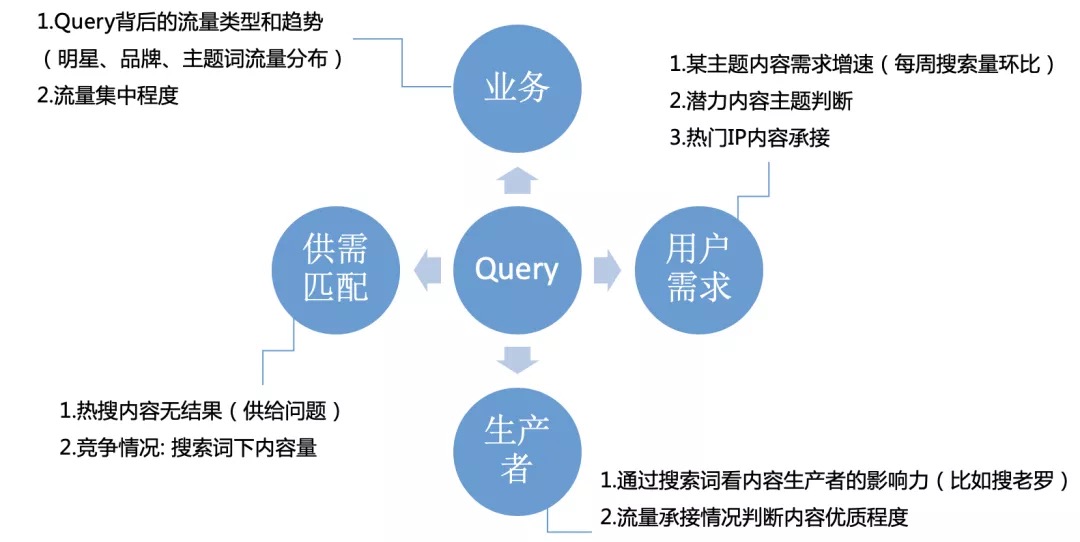 1.Query背后的流量类型和趋势
（明星、品牌、主题词流量分布）
2.流量集中程度
业务
1.某主题内容需求增速（每周搜索量环比）
2.潜力内容主题判断
3.热门IP内容承接
供需
匹配
Query
用户
需求
1.热搜内容无结果（供给问题）
2.竞争情况: 搜索词下内容量
生产
者
1.通过搜索词看内容生产者的影响力（比如搜老罗）
2.流量承接情况判断内容优质程度